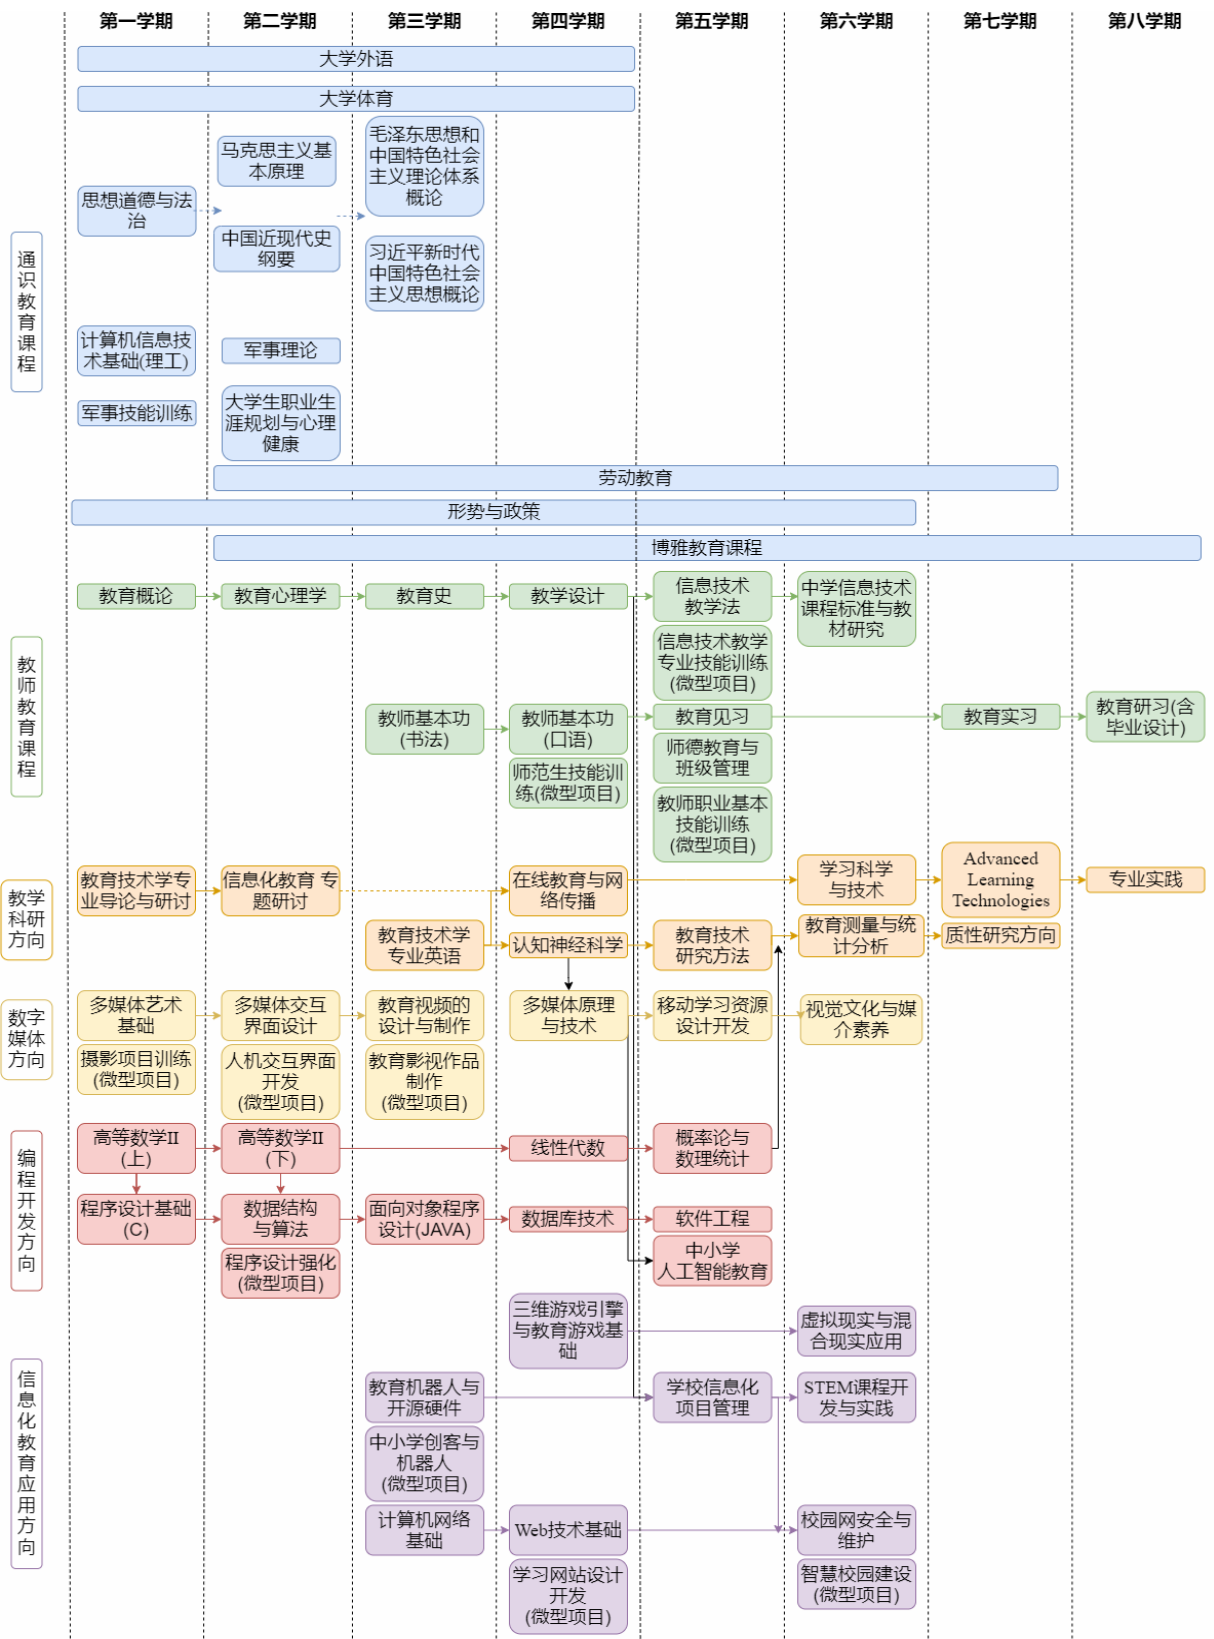 第一学期
第二学期
第三学期
第四学期
第五学期
第六学期
第七学期
第八学期
大学外语
大学体育
通
识
教
育
课
程
思想道德与法
治
马克思主义基
本原理
中国近现代史
纲要
毛泽东思想和
中国特色社会
主义理论体系
概论
习近平新时代
中国特色社会
主义思想概论
计算机信息技
术基础(理工)
军事理论
军事技能训练
大学生职业生
涯规划与心理
健康
劳动教育
形势与政策
博雅教育课程
教
师
教
育
课
程
教育概论
教育心理学
教育史
教学设计
信息技术
教学法
中学信息技术
课程标准与教
材研究
信息技术教学
专业技能训练
(微型项目)
教师基本功
(书法)
教师基本功
(口语)
教育见习
教育实习
教育研习(含
毕业设计)
师范生技能训
练(微型项目)
师德教育与
班级管理
教师职业基本
技能训练
(微型项目)
教学
科研
方向
教育技术学专
业导论与研讨
信息化教育 专
题研讨
在线教育与网
络传播
学习科学
与技术
Advanced
Learning
Technologies
专业实践
教育技术学
专业英语
认知神经科学
教育技术
研究方法
教育测量与统
计分析
质性研究方向
数字
媒体
方向
多媒体艺术
基础
多媒体交互
界面设计
教育视频的
设计与制作
多媒体原理
与技术
移动学习资源
设计开发
视觉文化与媒
介素养
摄影项目训练
(微型项目)
人机交互界面
开发
(微型项目)
教育影视作品
制作
(微型项目)
编
程
开
发
方
向
高等数学II
(上)
高等数学II
(下)
线性代数
概率论与
数理统计
程序设计基础
(C)
数据结构
与算法
面向对象程序
设计(JAVA)
数据库技术
软件工程
程序设计强化
(微型项目)
中小学
人工智能教育
信
息
化
教
育
应
用
方
向
三维游戏引擎
与教育游戏基
础
虚拟现实与混
合现实应用
教育机器人与
开源硬件
学校信息化
项目管理
STEM课程开
发与实践
中小学创客与
机器人
(微型项目)
计算机网络
基础
Web技术基础
校园网安全与
维护
学习网站设计
开发
(微型项目)
智慧校园建设
(微型项目)